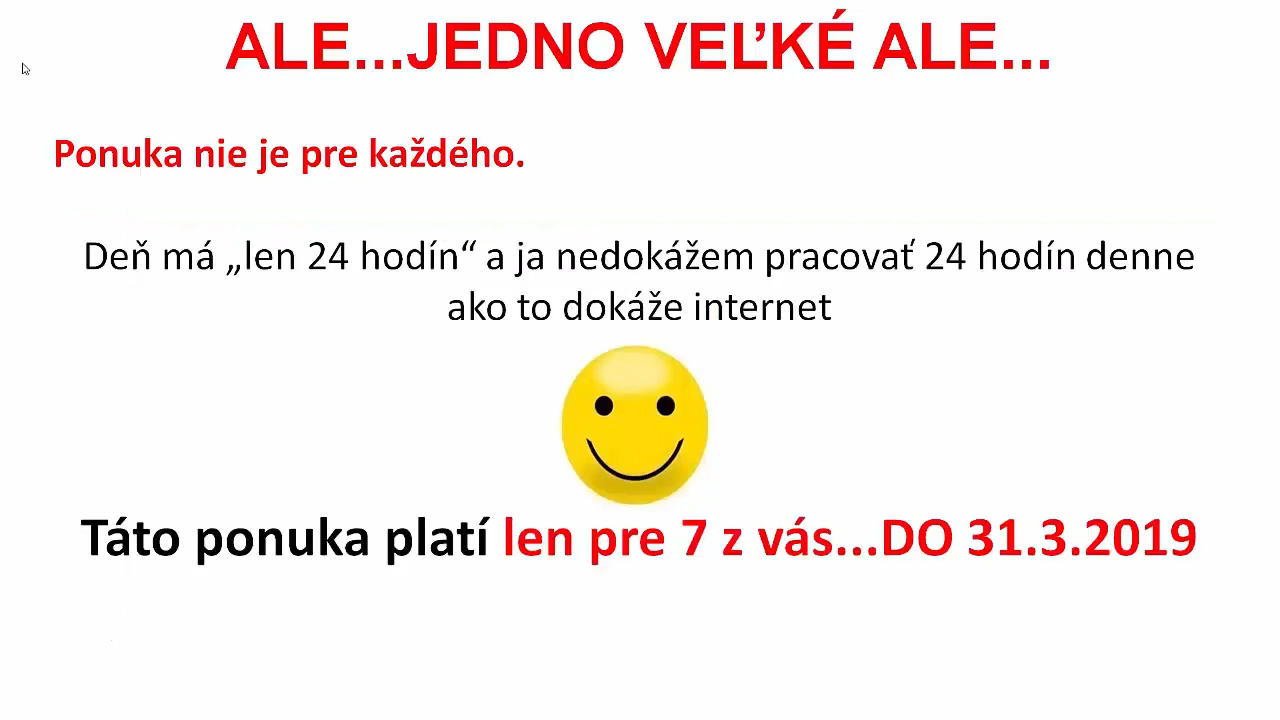 ALE...JEDNO VEĽKÉ ALE...
Ponuka nie je pre každého.
Deň má „len 24 hodín“ a ja nedokážem pracovať 24 hodín denne
ako to dokáže internet
Táto ponuka platí len pre 7 z vás...DO 31.3.2019